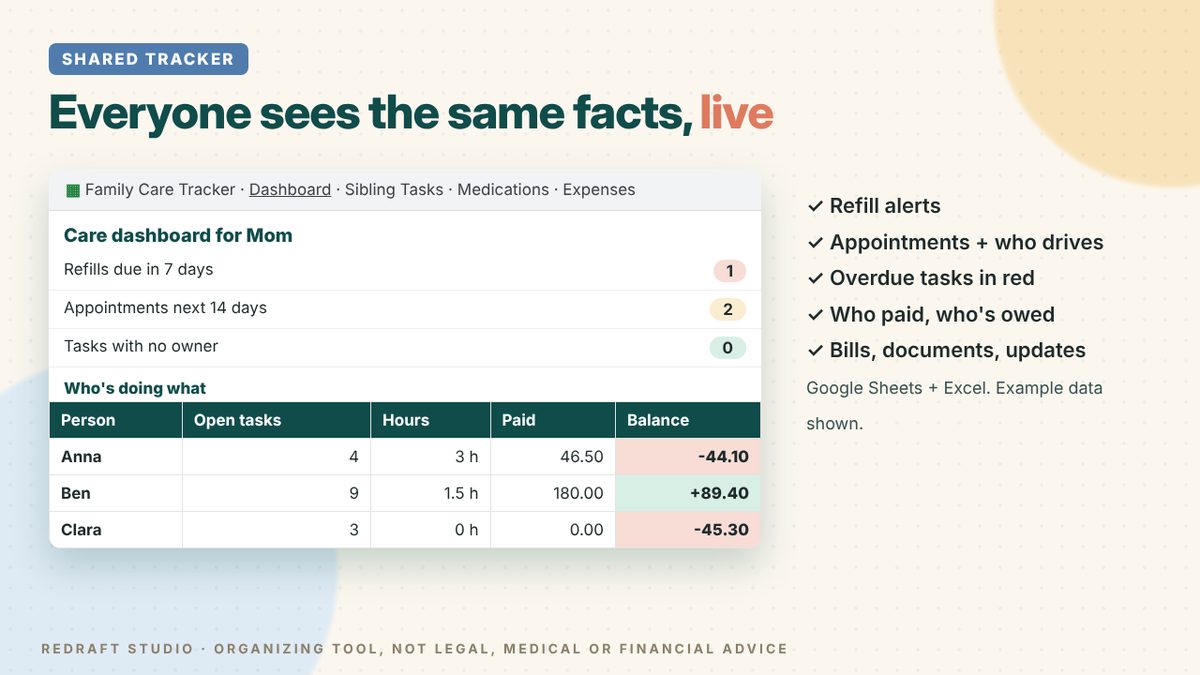 SHARED TRACKER
Everyone sees the same facts, live
Family Care Tracker · Dashboard · Sibling Tasks · Medications · Expenses
Care dashboard for Mom
Refills due in 7 days 1
Appointments next 14 days 2
Tasks with no owner 0
Who's doing what
Person Open tasks Hours Paid Balance
Anna 4 3 h 46.50 -44.10
Ben 9 1.5 h 180.00 +89.40
Clara 3 0 h 0.00 -45.30
✓ Refill alerts
✓ Appointments + who drives
✓ Overdue tasks in red
✓ Who paid, who's owed
✓ Bills, documents, updates
Google Sheets + Excel. Example data
shown.
REDRAFT STUDIO · ORGANIZING TOOL, NOT LEGAL, MEDICAL OR FINANCIAL ADVICE